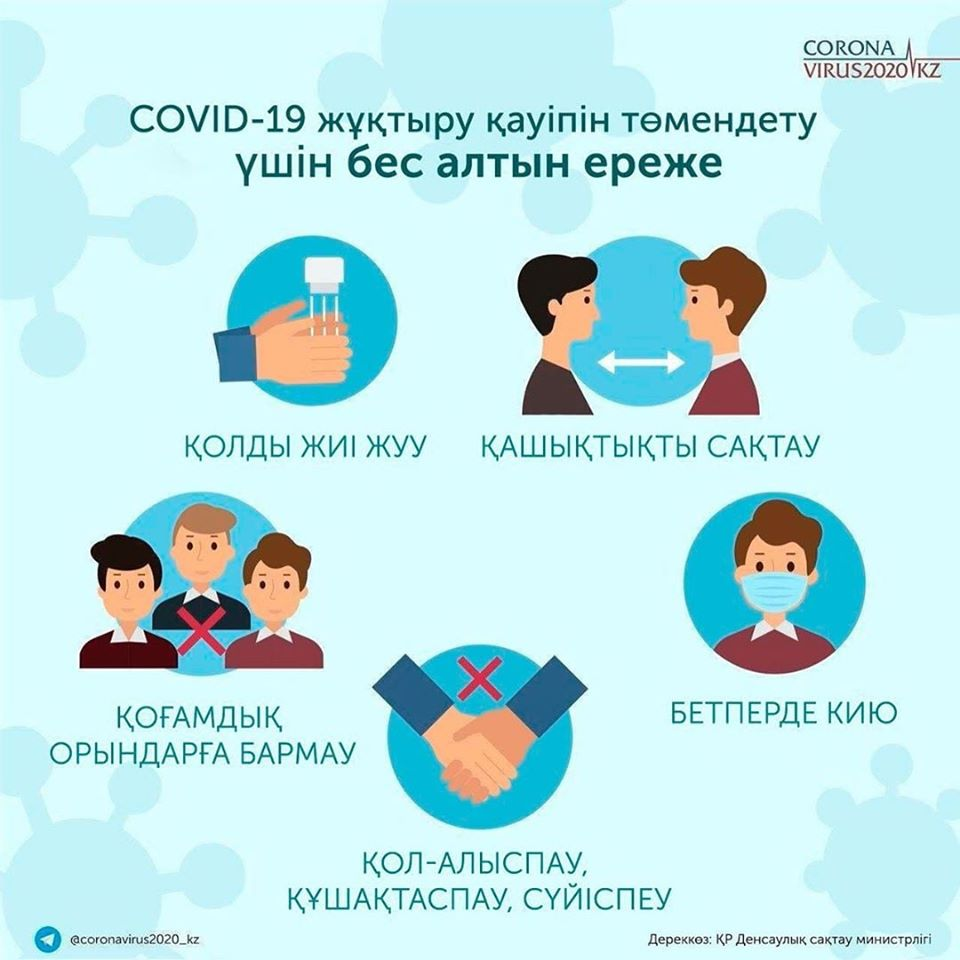 CORONA
VIRUS2020KZ
COVID-19 жұқтыру қауіпін төмендету
үшін бес алтын ереже
ҚОЛДЫ ЖИІ ЖУУ
ҚАШЫҚТЫҚТЫ САҚТАУ
ҚОҒАМДЫҚ
ОРЫНДАРҒА БАРМАУ
БЕТПЕРДЕ КИЮ
ҚОЛ-АЛЫСПАУ,
ҚҰШАҚТАСПАУ, СҮЙІСПЕУ
@coronavirus2020_kz
Дереккөз: ҚР Денсаулық сақтау министрлігі